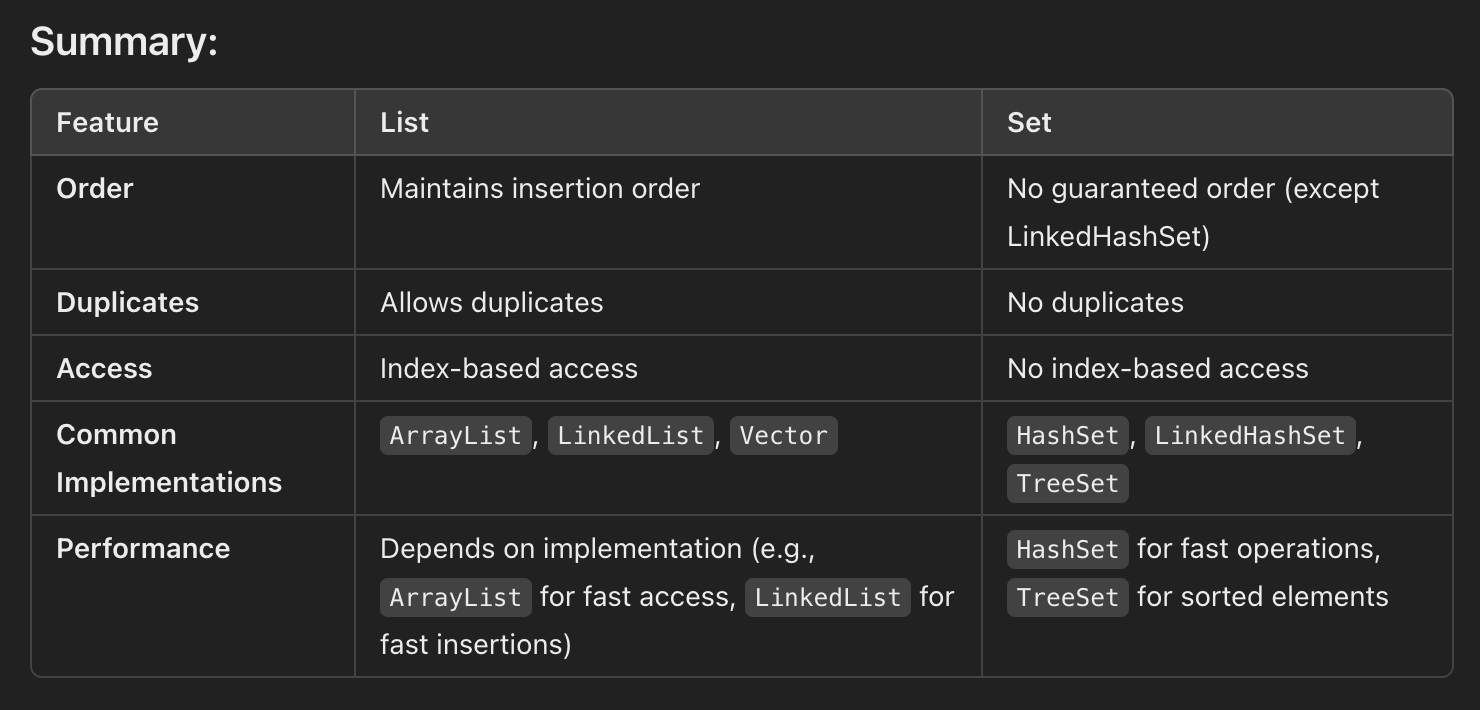 Summary:
Feature List Set
Order Maintains insertion order No guaranteed order (except
LinkedHashSet)
Duplicates Allows duplicates No duplicates
Access Index-based access No index-based access
Common ArrayList, LinkedList, Vector HashSet, LinkedHashSet,
Implementations TreeSet
Performance Depends on implementation (e.g., HashSet for fast operations,
ArrayList for fast access, LinkedList for TreeSet for sorted elements
fast insertions)